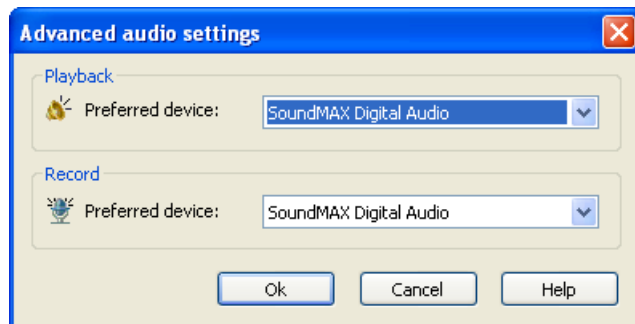 Advanced audio settings
Playback
Preferred device: SoundMAX Digital Audio
Record
Preferred device: SoundMAX Digital Audio
Ok Cancel Help